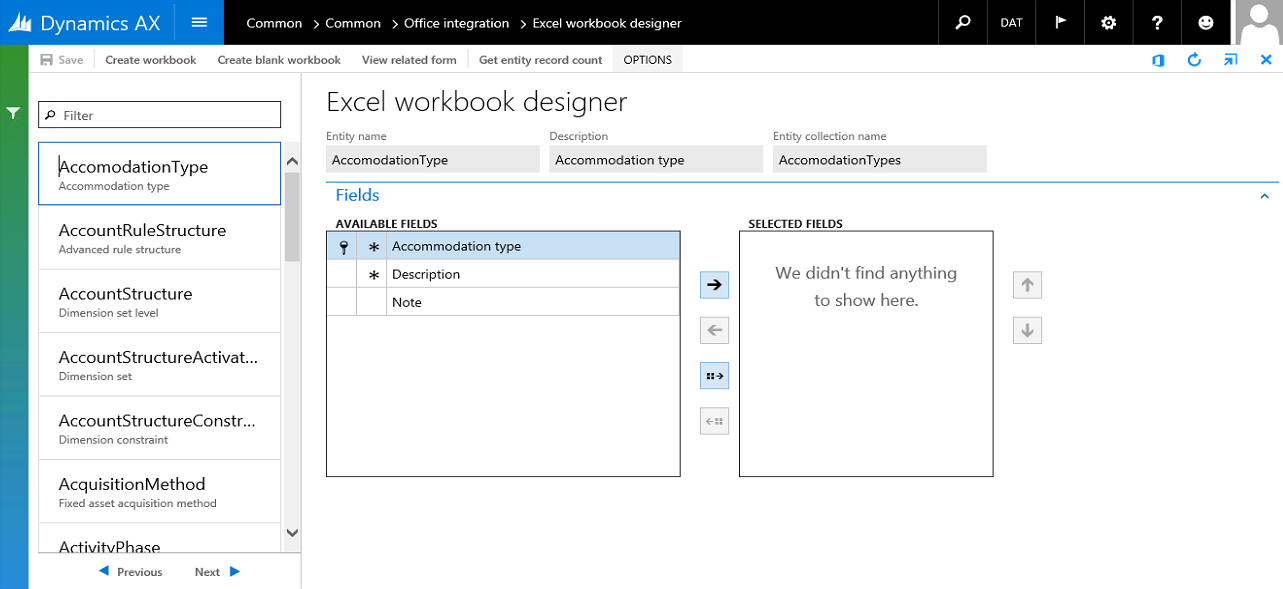 Dynamics AX
Common > Common > Office integration > Excel workbook designer
DAT
Save
Create workbook
Create blank workbook
View related form
Get entity record count
OPTIONS
Filter
AccomodationType
Accommodation type
AccountRuleStructure
Advanced rule structure
AccountStructure
Dimension set level
AccountStructureActivat...
Dimension set
AccountStructureConstr...
Dimension constraint
AcquisitionMethod
Fixed asset acquisition method
ActivityPhase
Previous
Next
Excel workbook designer
Entity name
Description
Entity collection name
AccomodationType
Accommodation type
AccomodationTypes
Fields
AVAILABLE FIELDS
* Accommodation type
* Description
Note
SELECTED FIELDS
We didn't find anything
to show here.